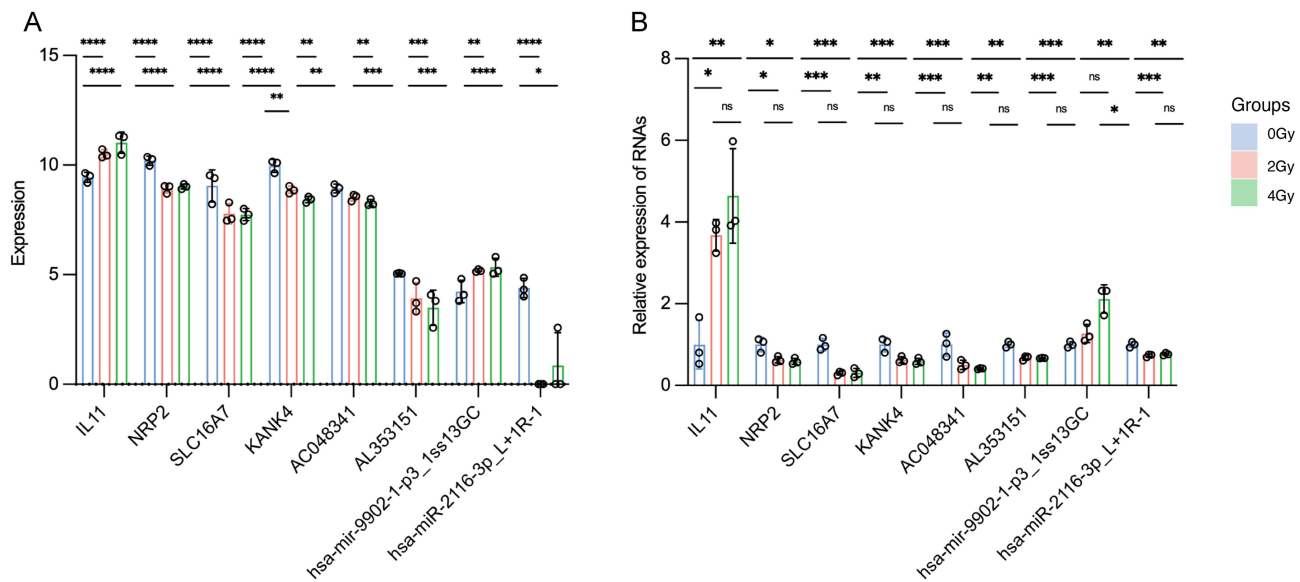 A
**** **** **** **** ** ** *** ** ****
**** **** **** **** ** *** *** **** *
**
Expression
15
10
5
0
IL11
NRP2
SLC16A7
KANK4
AC048341
AL353151
hsa-mir-9902-1-p3_1ss13GC
hsa-miR-2116-3p_L+1R-1
B
** * *** *** *** ** *** ** **
* * *** ** *** ** *** ns ***
ns ns ns ns ns ns ns * ns
Relative expression of RNAs
8
6
4
2
0
IL11
NRP2
SLC16A7
KANK4
AC048341
AL353151
hsa-mir-9902-1-p3_1ss13GC
hsa-miR-2116-3p_L+1R-1
Groups
0Gy
2Gy
4Gy